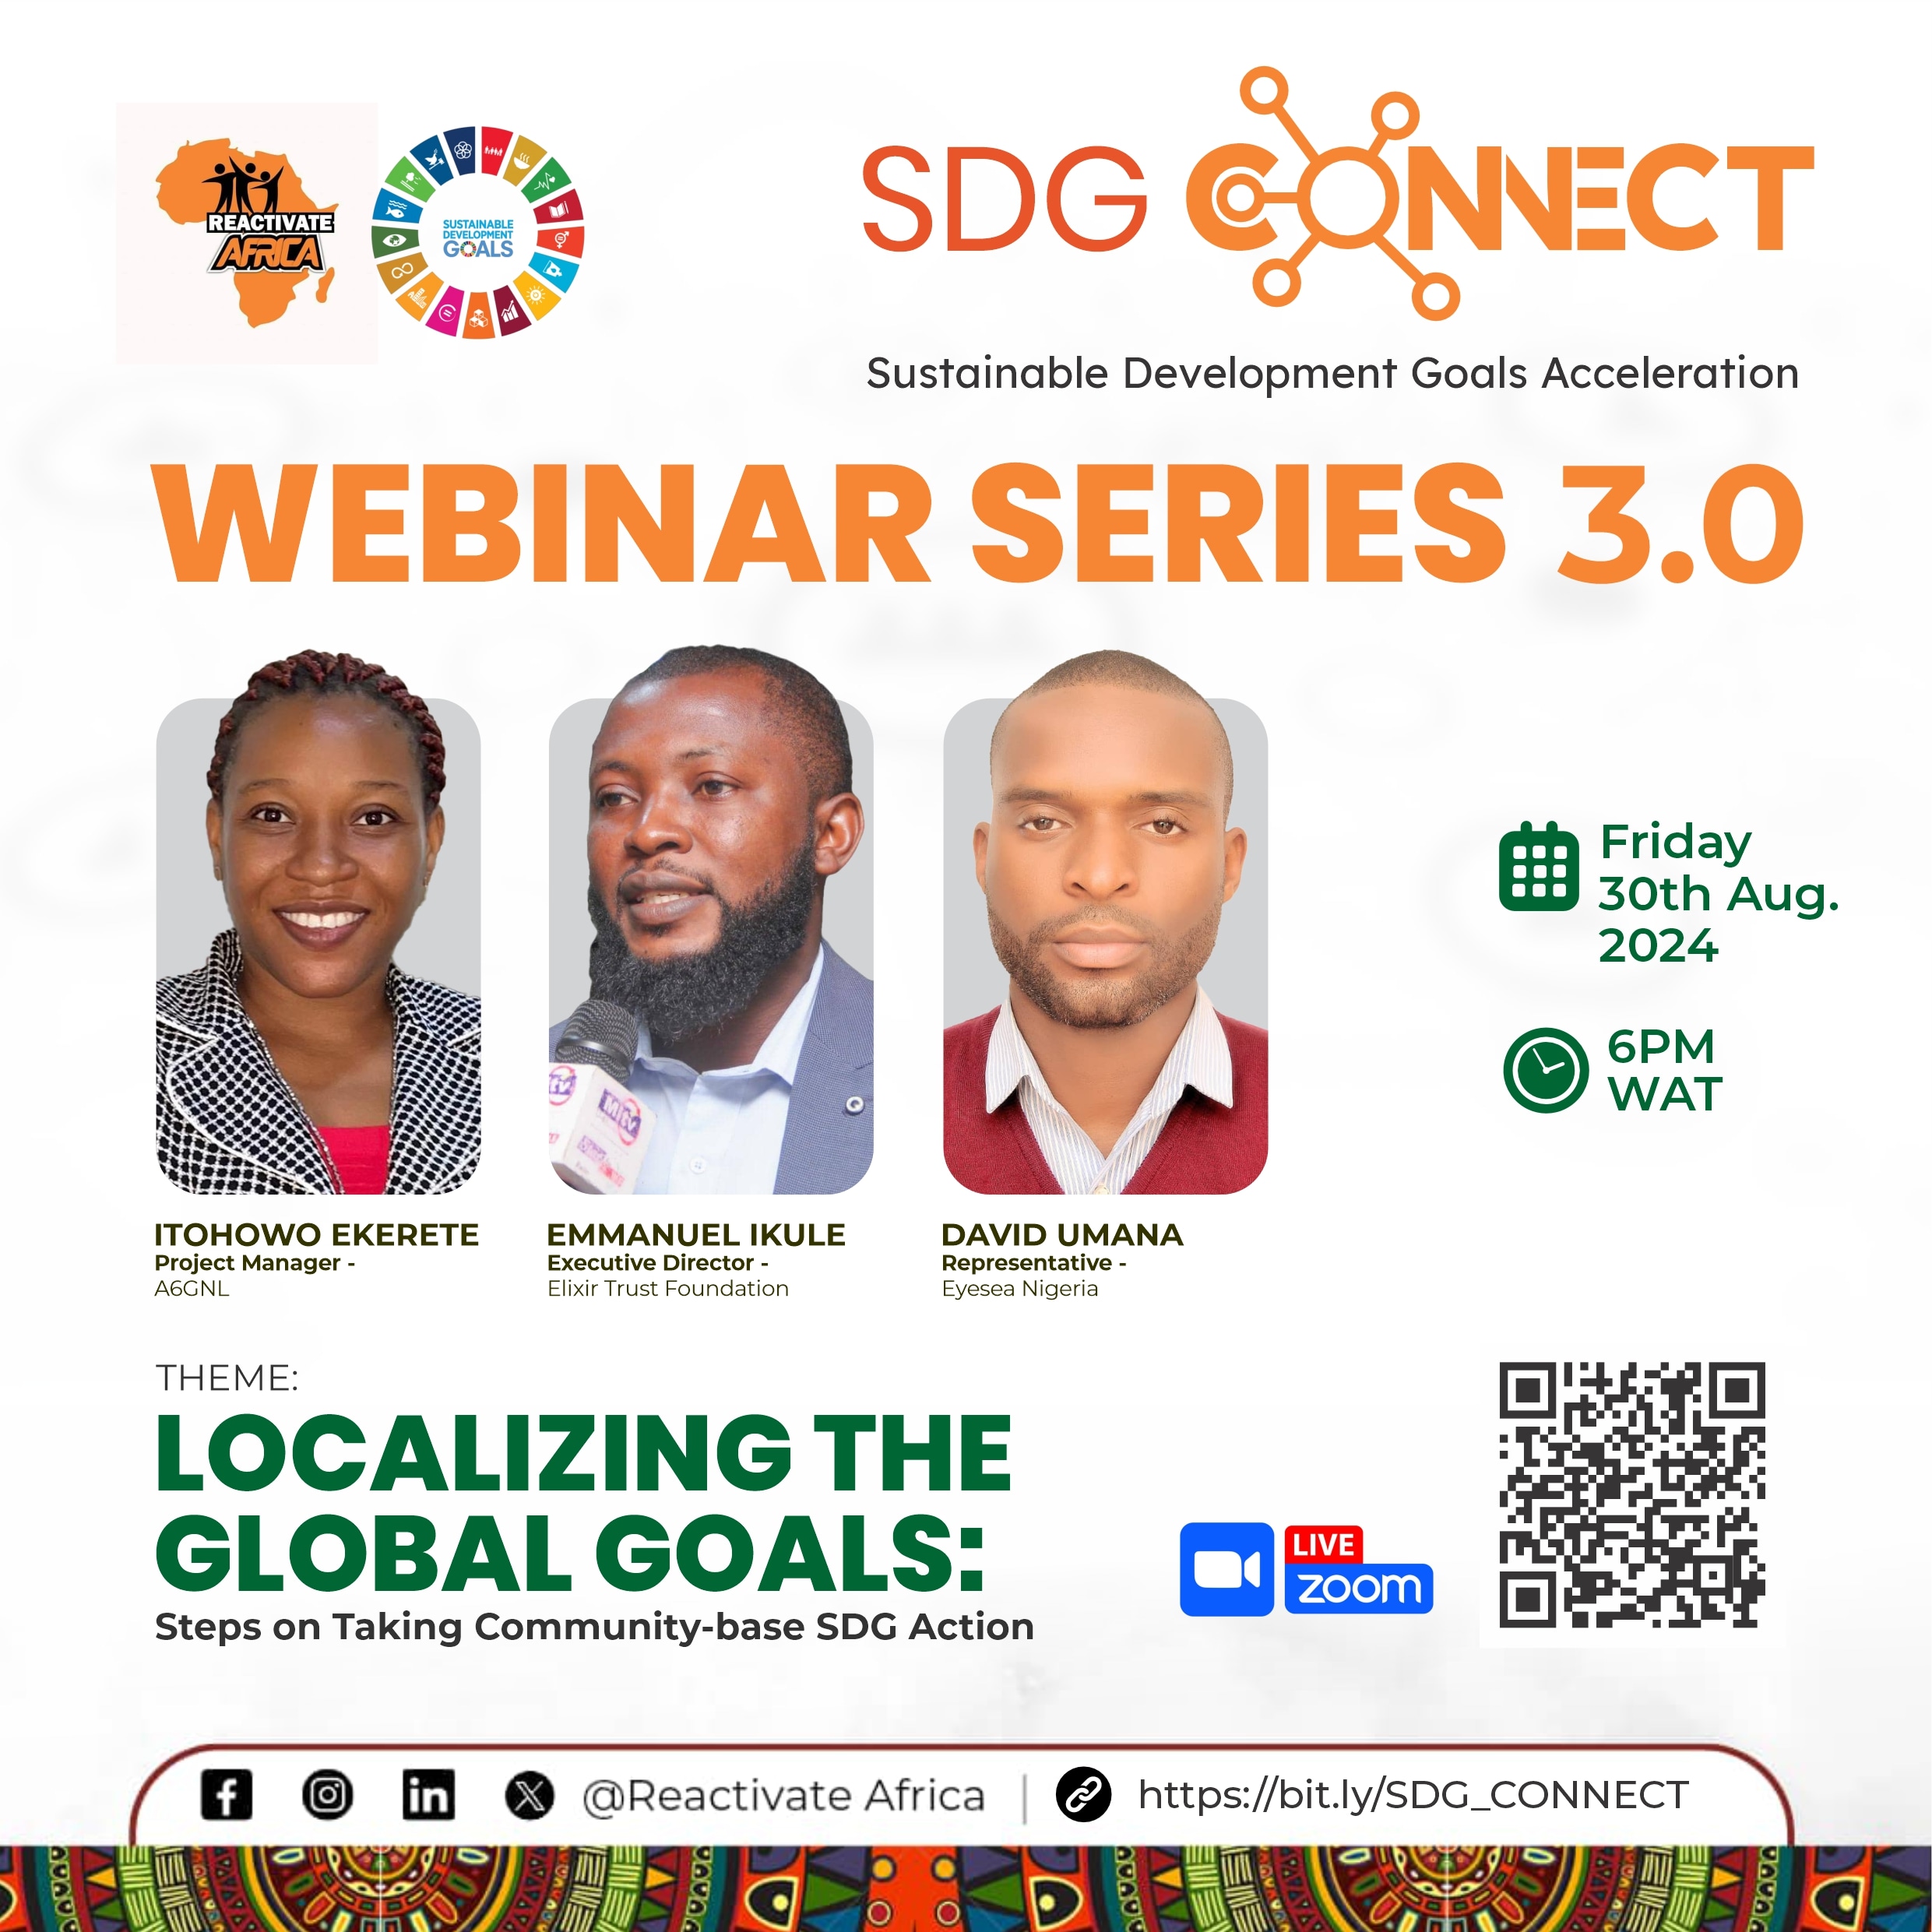 REACTIVATE
AFRICA
SUSTAINABLE
DEVELOPMENT
GOALS
SDG CONNECT
Sustainable Development Goals Acceleration
WEBINAR SERIES 3.0
Friday
30th Aug.
2024
6PM
WAT
tv
Mitv
ITOHOWO EKERETE
Project Manager -
A6GNL
EMMANUEL IKULE
Executive Director -
Elixir Trust Foundation
DAVID UMANA
Representative -
Eyesea Nigeria
THEME:
LOCALIZING THE
GLOBAL GOALS:
Steps on Taking Community-base SDG Action
LIVE
zoom
@Reactivate Africa | https://bit.ly/SDG_CONNECT